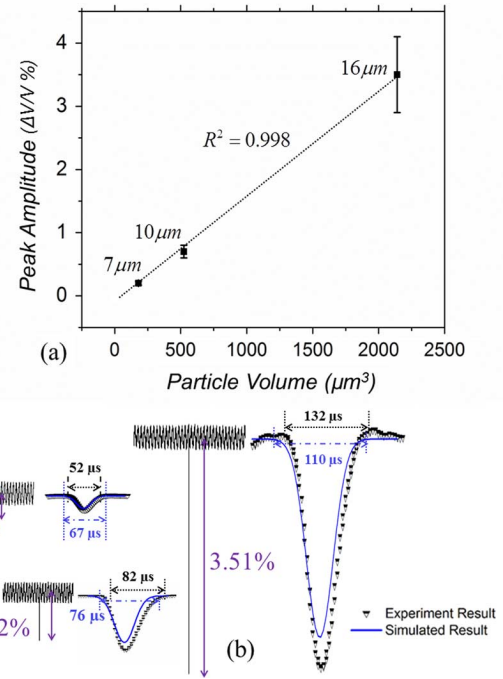 4
3
2
1
0
Peak Amplitude (ΔV/V %)
16μm
R² = 0.998
10μm
7μm
0 500 1000 1500 2000 2500
(a)
Particle Volume (μm³)
132 μs
110 μs
52 μs
67 μs
3.51%
82 μs
76 μs
2%
(b)
Experiment Result
Simulated Result